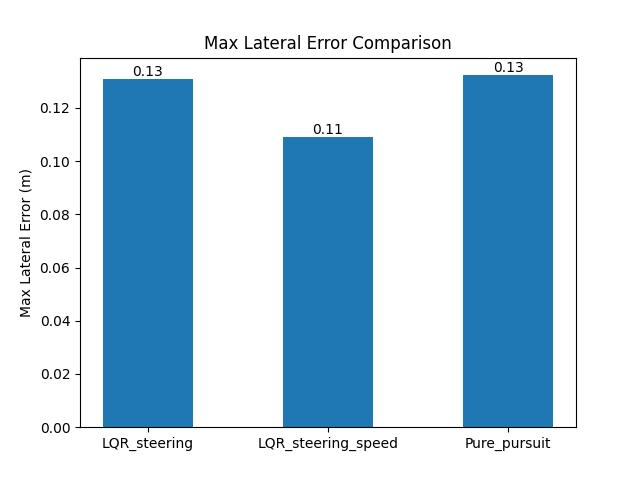 Max Lateral Error Comparison
0.13
0.11
0.13
0.12
0.10
0.08
0.06
0.04
0.02
0.00
Max Lateral Error (m)
LQR_steering
LQR_steering_speed
Pure_pursuit